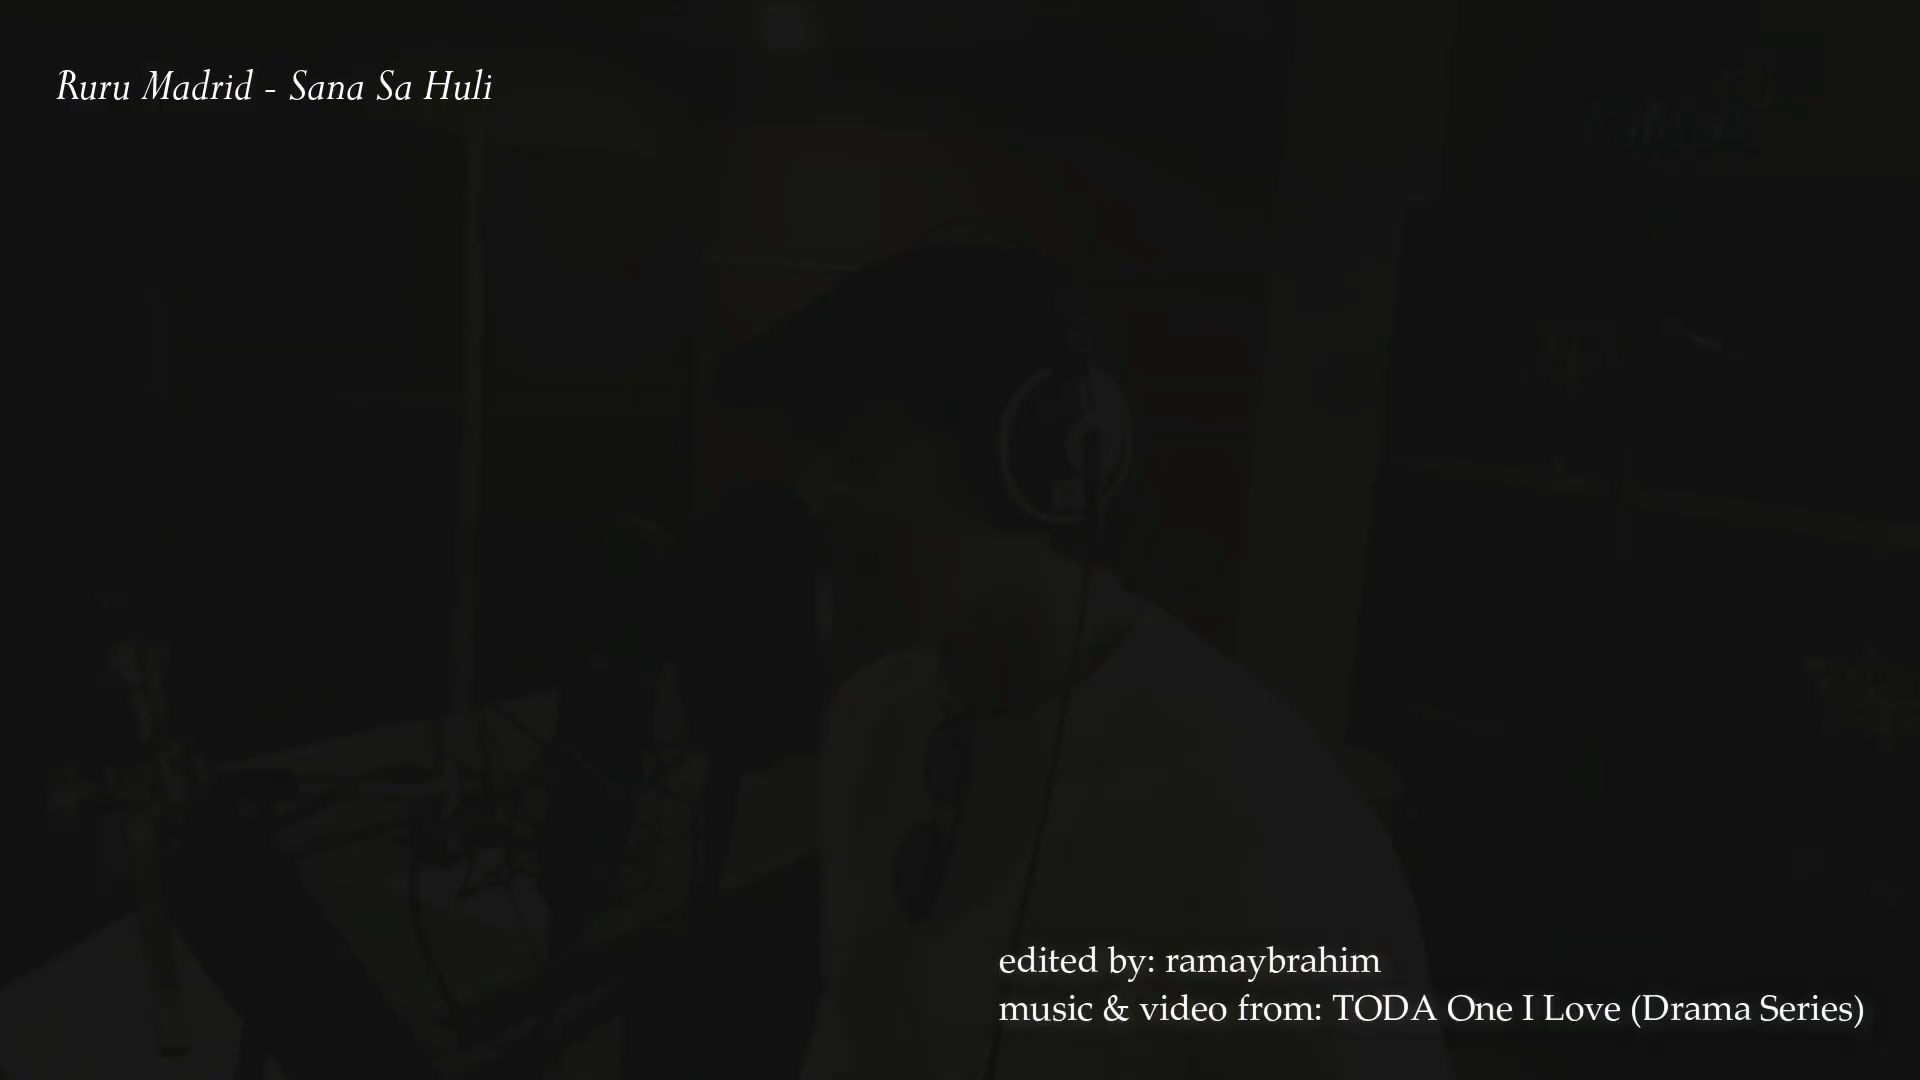 Ruru Madrid - Sana Sa Huli
edited by: ramaybrahim
music & video from: TODA One I Love (Drama Series)